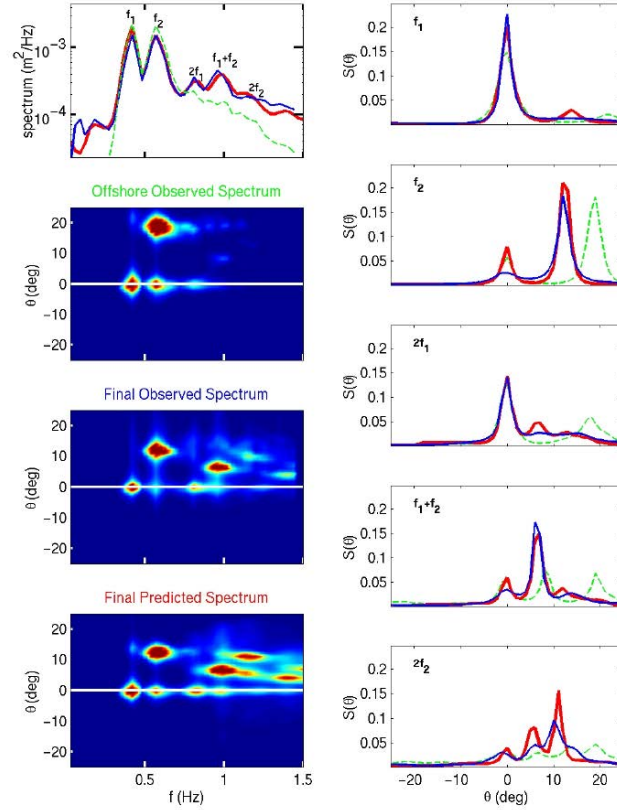 f₁
f₂
2f₁
f₁+f₂
2f₂
10⁻³
10⁻⁴
spectrum (m²/Hz)
Offshore Observed Spectrum
20
10
0
-10
-20
θ (deg)
Final Observed Spectrum
20
10
0
-10
-20
θ (deg)
Final Predicted Spectrum
20
10
0
-10
-20
θ (deg)
0.5 1 1.5
f (Hz)
f₁
0.2
0.15
0.1
0.05
S(θ)
f₂
0.2
0.15
0.1
0.05
S(θ)
2f₁
0.2
0.15
0.1
0.05
S(θ)
f₁+f₂
0.2
0.15
0.1
0.05
S(θ)
2f₂
0.2
0.15
0.1
0.05
S(θ)
-20 -10 0 10 20
θ (deg)